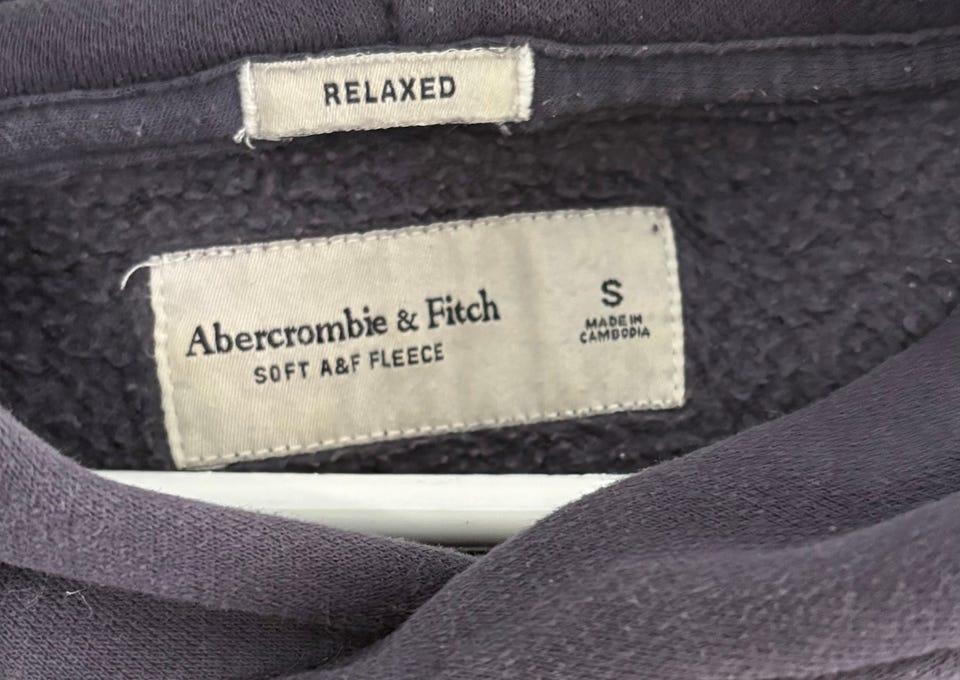 RELAXED
Abercrombie & Fitch
SOFT A&F FLEECE
S
MADE IN
CAMBODIA